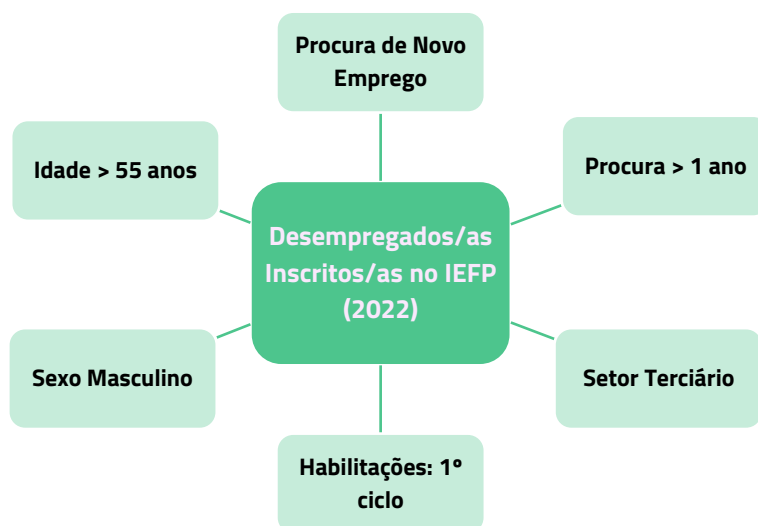 Procura de Novo
Emprego
Idade > 55 anos
Procura > 1 ano
Desempregados/as
Inscritos/as no IEFP
(2022)
Sexo Masculino
Setor Terciário
Habilitações: 1º
ciclo